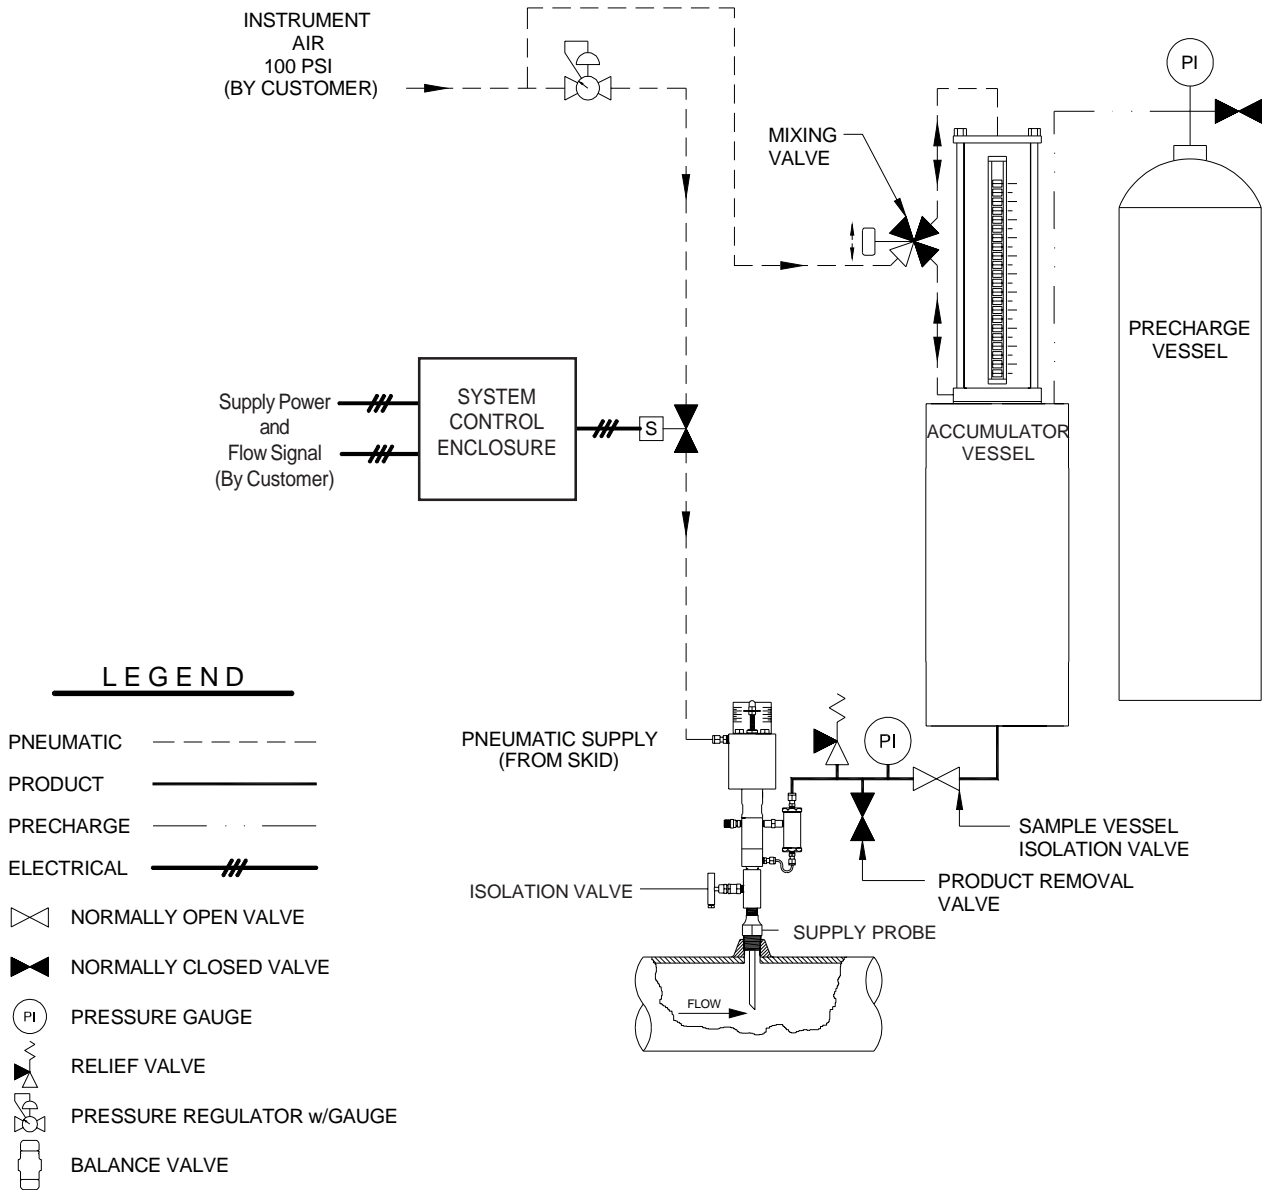 INSTRUMENT
AIR
100 PSI
(BY CUSTOMER)
PI
MIXING
VALVE
PRECHARGE
VESSEL
Supply Power
and
Flow Signal
(By Customer)
SYSTEM
CONTROL
ENCLOSURE
S
ACCUMULATOR
VESSEL
LEGEND
PNEUMATIC
PRODUCT
PRECHARGE
ELECTRICAL
NORMALLY OPEN VALVE
NORMALLY CLOSED VALVE
PI
PRESSURE GAUGE
RELIEF VALVE
PRESSURE REGULATOR w/GAUGE
BALANCE VALVE
PNEUMATIC SUPPLY
(FROM SKID)
PI
SAMPLE VESSEL
ISOLATION VALVE
PRODUCT REMOVAL
VALVE
ISOLATION VALVE
SUPPLY PROBE
FLOW